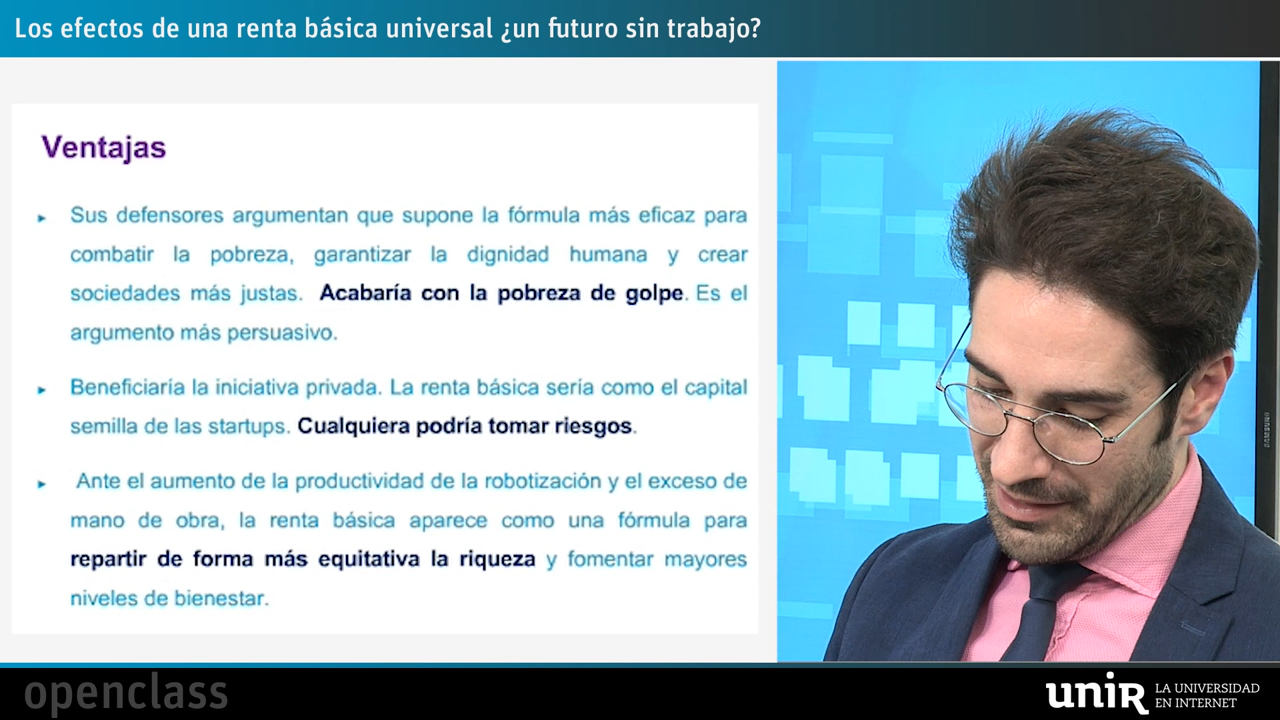 Los efectos de una renta básica universal ¿un futuro sin trabajo?
Ventajas
Sus defensores argumentan que supone la fórmula más eficaz para
combatir la pobreza, garantizar la dignidad humana y crear
sociedades más justas. Acabaría con la pobreza de golpe. Es el
argumento más persuasivo.
Beneficiaría la iniciativa privada. La renta básica sería como el capital
semilla de las startups. Cualquiera podría tomar riesgos.
Ante el aumento de la productividad de la robotización y el exceso de
mano de obra, la renta básica aparece como una fórmula para
repartir de forma más equitativa la riqueza y fomentar mayores
niveles de bienestar.
SAMSUNG
openclass
unir
LA UNIVERSIDAD
EN INTERNET